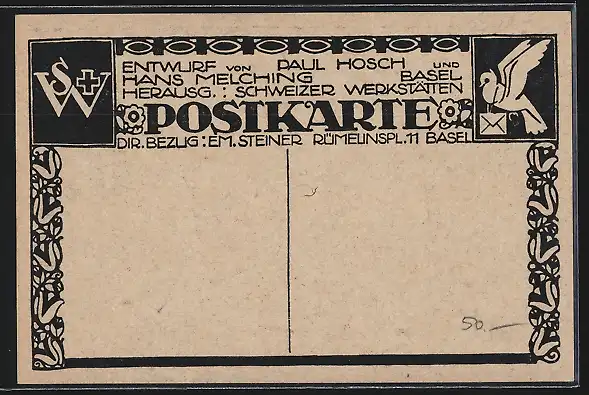 SW
ENTWURF VON PAUL HOSCH UND
HANS MELCHING BASEL
HERAUSG.: SCHWEIZER WERKSTÄTTEN
POSTKARTE
DIR. BEZUG: EM. STEINER RÜMELINSPL. 11 BASEL
50.—